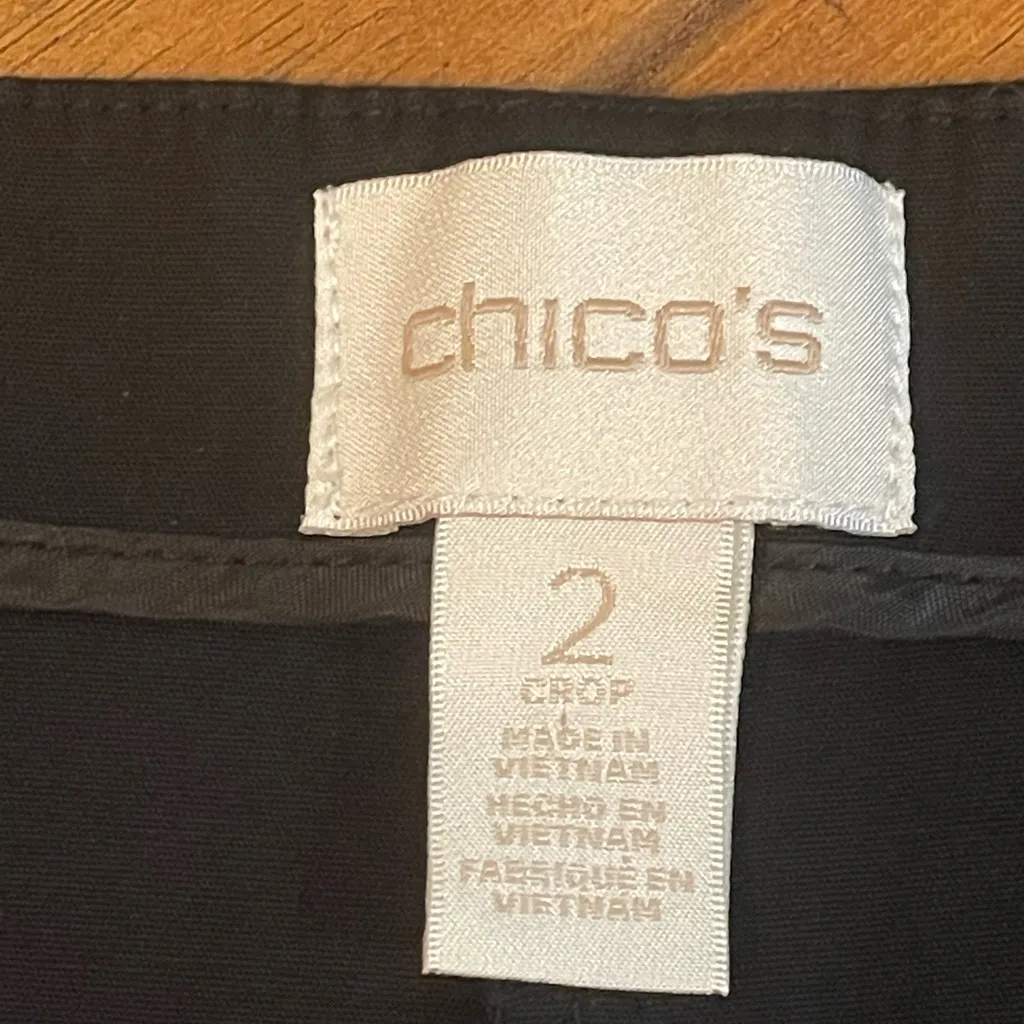 chico's
2
CROP
MADE IN
VIETNAM
HECHO EN
VIETNAM
FABRIQUÉ EN
VIETNAM